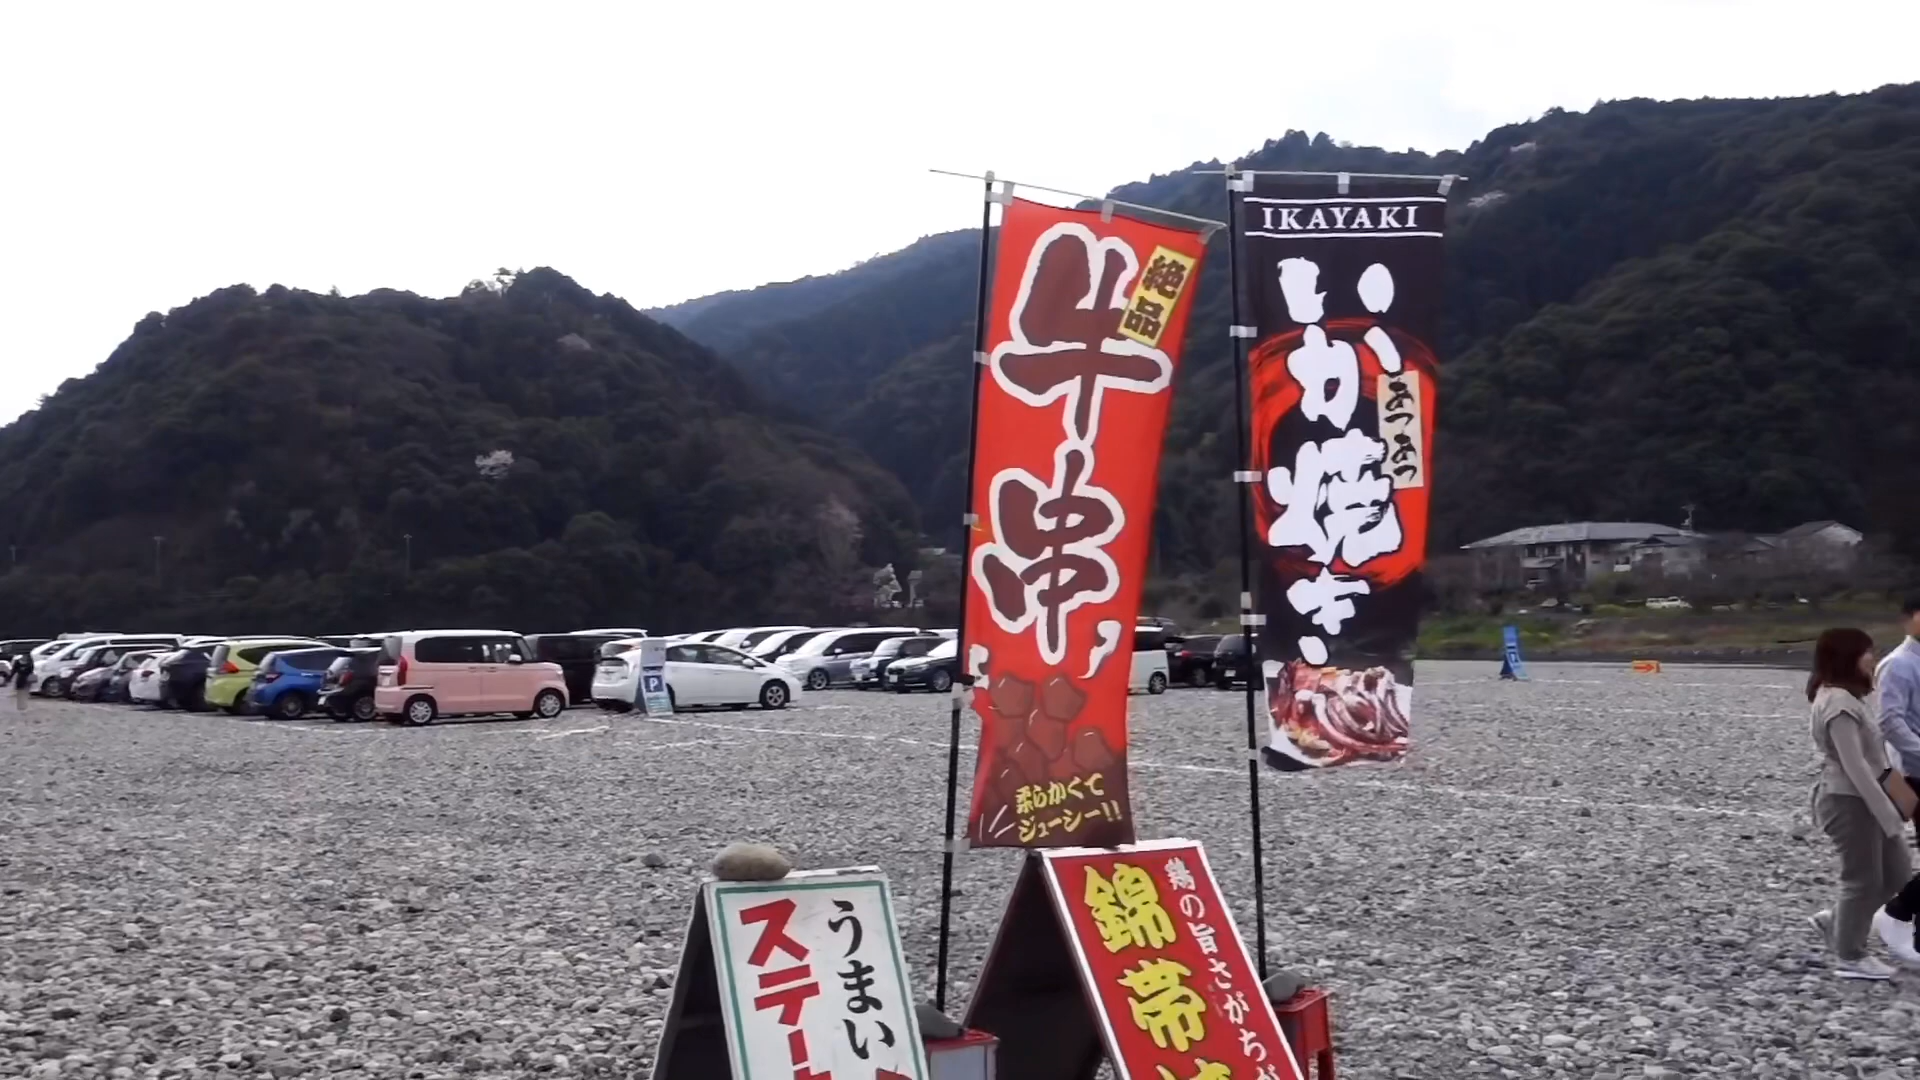 絶品
牛串
柔らかくて
ジューシー!!
IKAYAKI
いか焼き
あつあつ
P
うまい
ステー
鶏の旨さがちが
錦帯